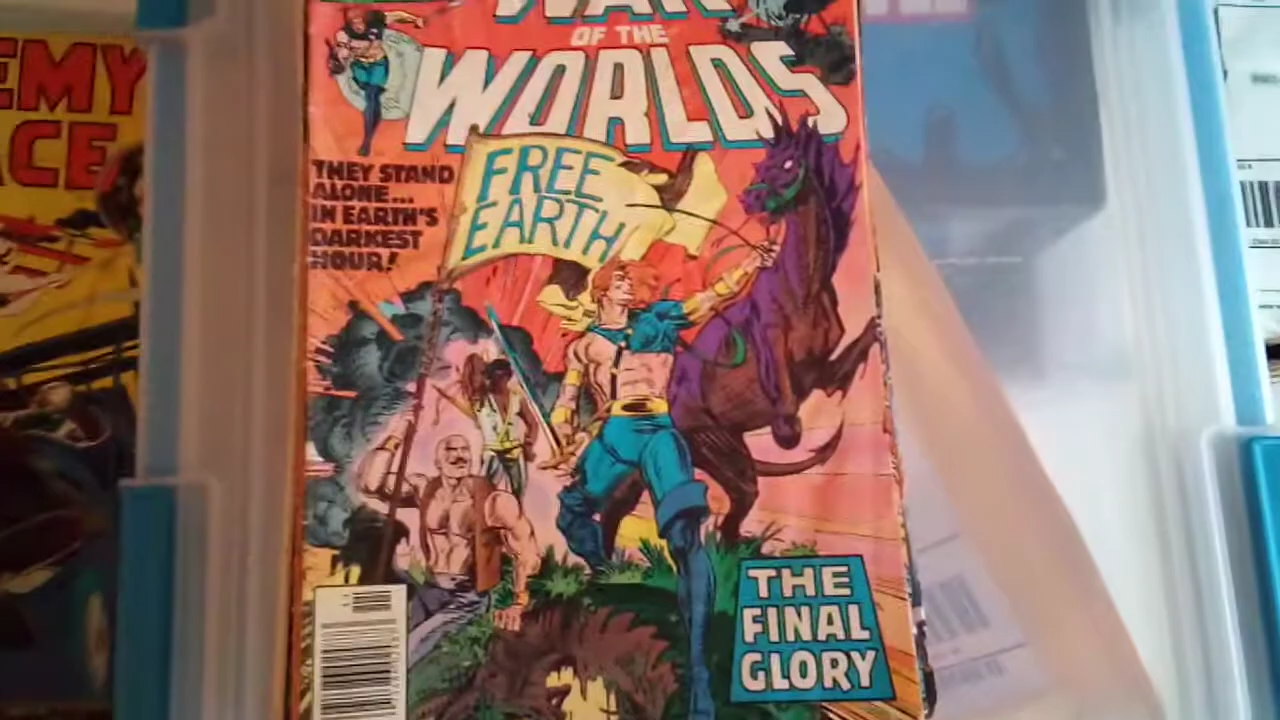 WAR
OF THE
WORLDS
EMY
ACE
THEY STAND
ALONE...
IN EARTH'S
DARKEST
HOUR!
FREE
EARTH
THE
FINAL
GLORY